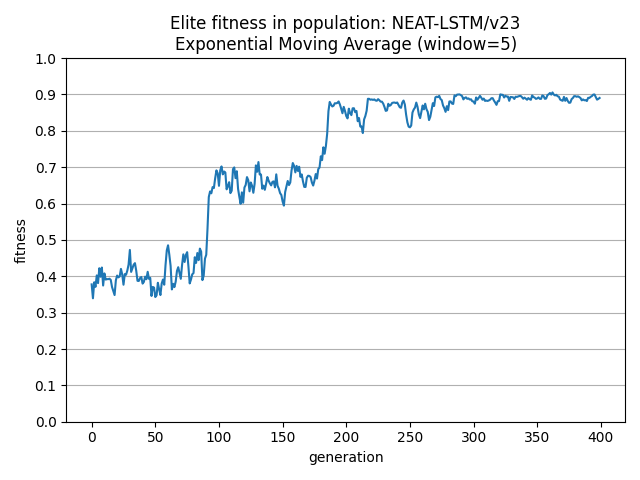 Elite fitness in population: NEAT-LSTM/v23
Exponential Moving Average (window=5)
fitness
1.0
0.9
0.8
0.7
0.6
0.5
0.4
0.3
0.2
0.1
0.0
0 50 100 150 200 250 300 350 400
generation